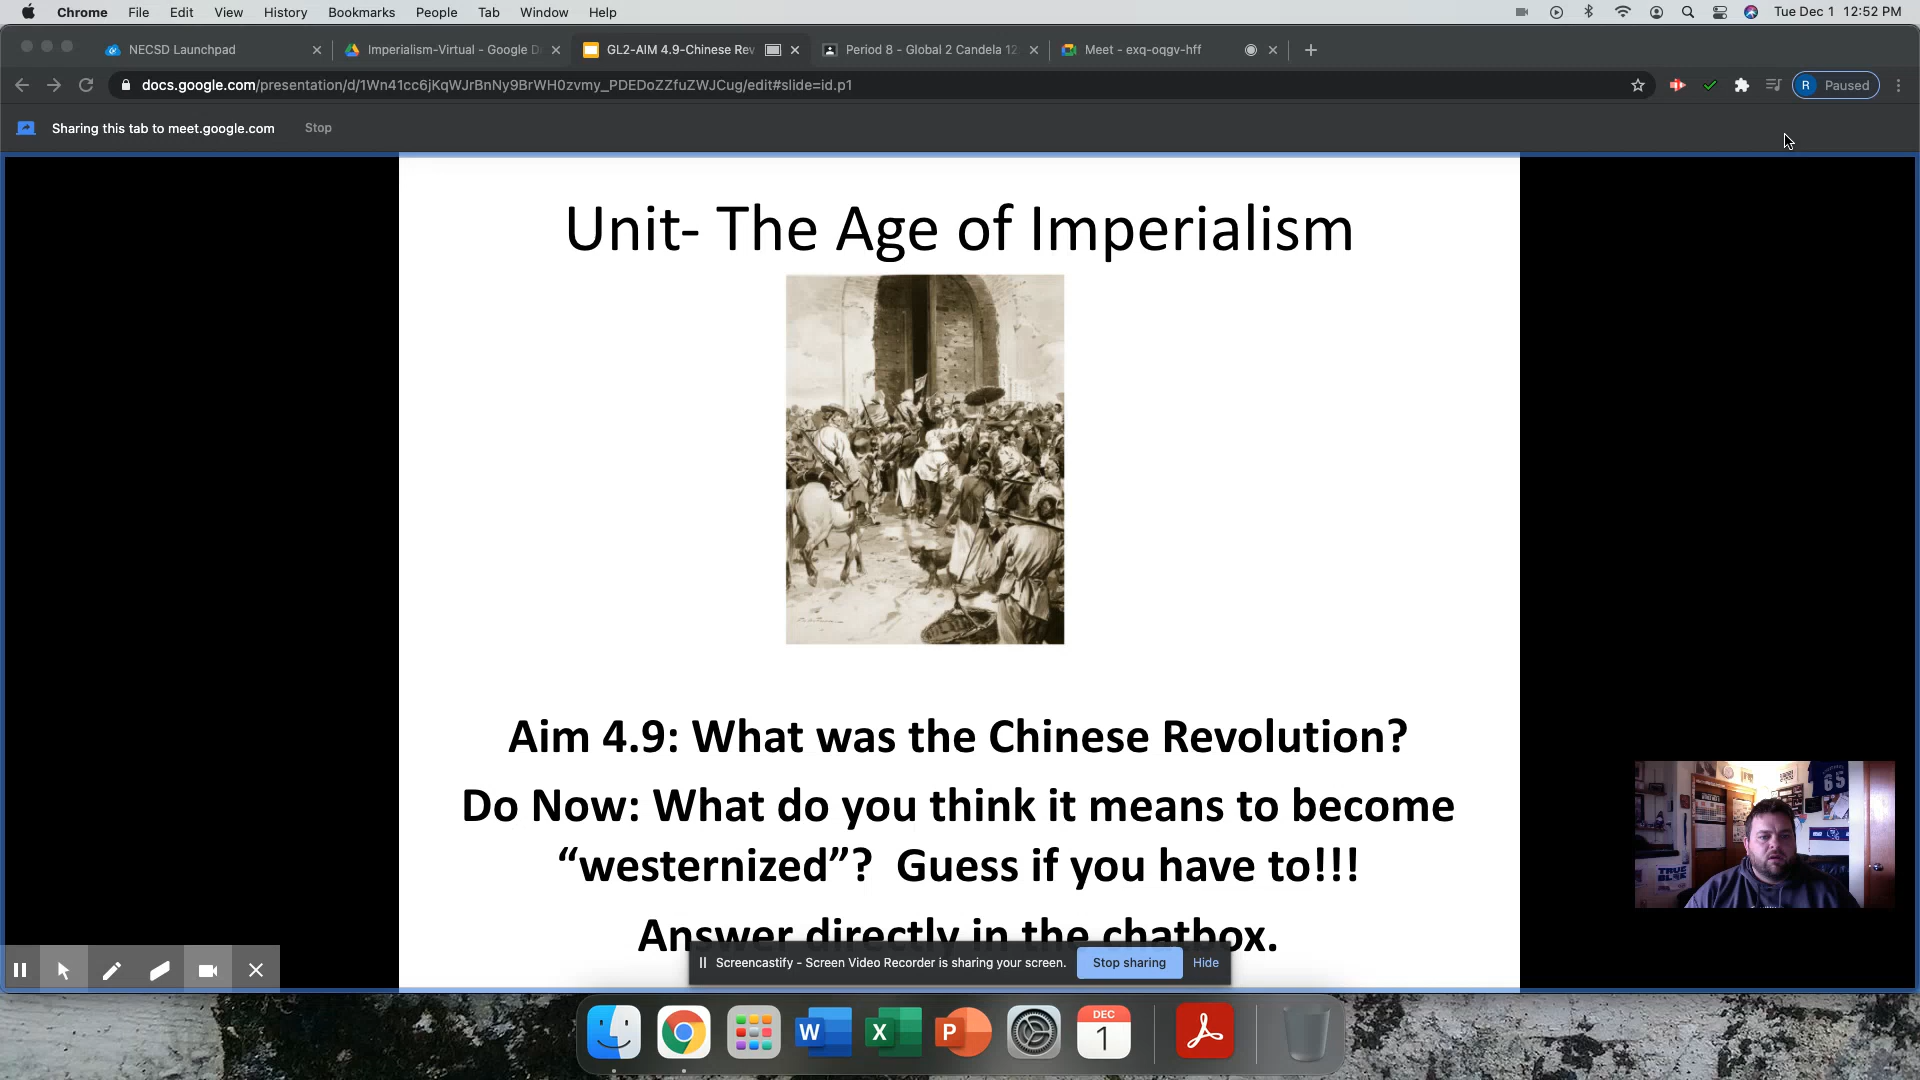 Chrome File Edit View History Bookmarks People Tab Window Help Tue Dec 1 12:52 PM
NECSD Launchpad Imperialism-Virtual - Google D GL2-AIM 4.9-Chinese Rev Period 8 - Global 2 Candela 12 Meet - exq-oqgv-hff
docs.google.com/presentation/d/1Wn41cc6jKqWJrBnNy9BrWH0zvmy_PDEDoZZfuZWJCug/edit#slide=id.p1 R Paused
Sharing this tab to meet.google.com Stop
Unit- The Age of Imperialism
Aim 4.9: What was the Chinese Revolution?
Do Now: What do you think it means to become
“westernized”? Guess if you have to!!!
Answer directly in the chatbox.
65
TRUE
BLUE
Screencastify - Screen Video Recorder is sharing your screen. Stop sharing Hide
W X P DEC
1